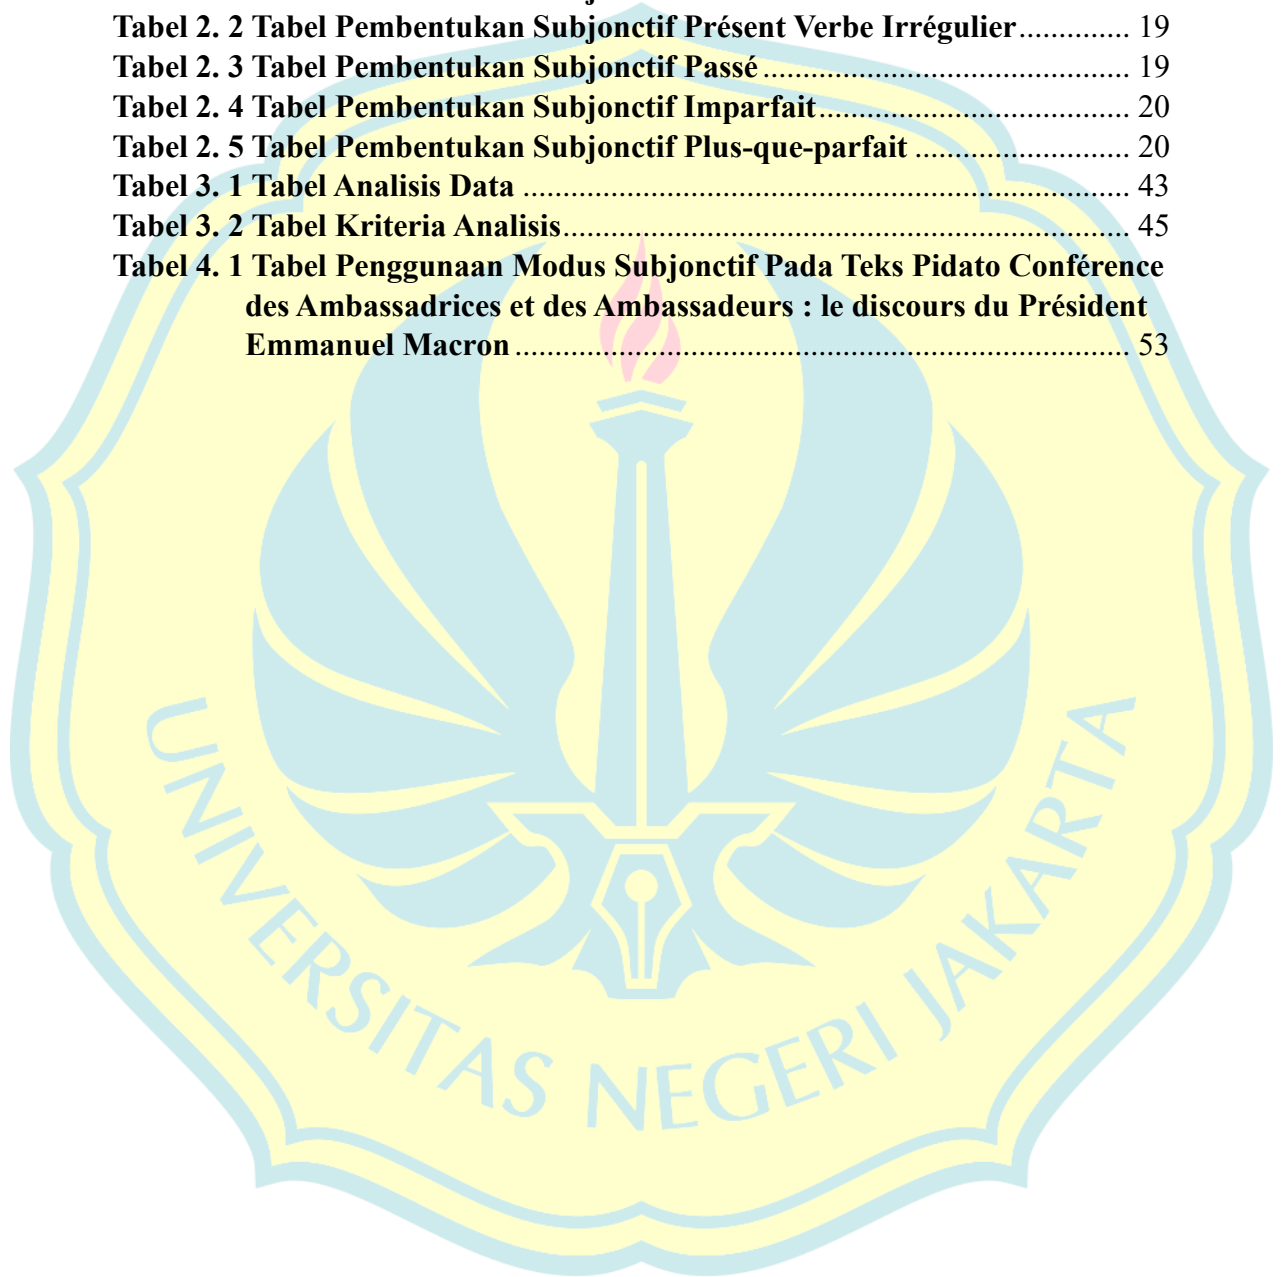 Tabel 2. 2 Tabel Pembentukan Subjonctif Présent Verbe Irrégulier.............. 19
Tabel 2. 3 Tabel Pembentukan Subjonctif Passé .............................................. 19
Tabel 2. 4 Tabel Pembentukan Subjonctif Imparfait....................................... 20
Tabel 2. 5 Tabel Pembentukan Subjonctif Plus-que-parfait ........................... 20
Tabel 3. 1 Tabel Analisis Data ............................................................................ 43
Tabel 3. 2 Tabel Kriteria Analisis....................................................................... 45
Tabel 4. 1 Tabel Penggunaan Modus Subjonctif Pada Teks Pidato Conférence
des Ambassadrices et des Ambassadeurs : le discours du Président
Emmanuel Macron ............................................................................. 53
UNIVERSITAS NEGERI JAKARTA